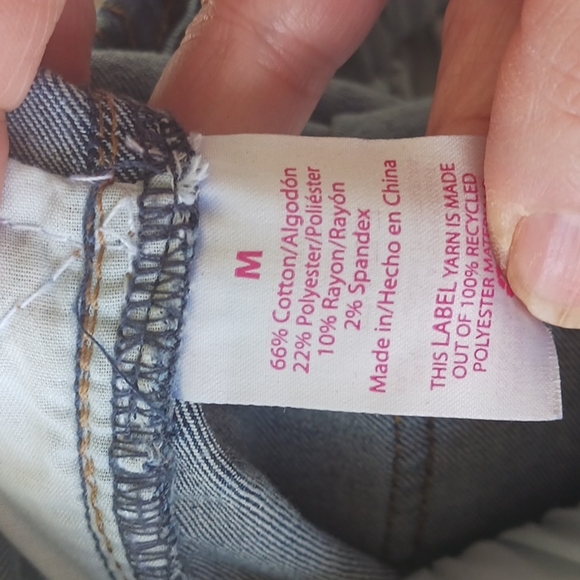 M
66% Cotton/Algodón
22% Polyester/Poliéster
10% Rayon/Rayón
2% Spandex
Made in/Hecho en China
THIS LABEL YARN IS MADE
OUT OF 100% RECYCLED
POLYESTER